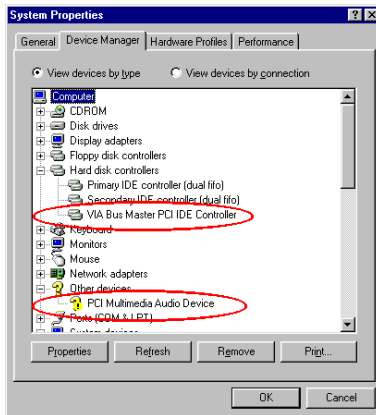 System Properties
General Device Manager Hardware Profiles Performance
View devices by type View devices by connection
Computer
CDROM
Disk drives
Display adapters
Floppy disk controllers
Hard disk controllers
Primary IDE controller (dual fifo)
Secondary IDE controller (dual fifo)
VIA Bus Master PCI IDE Controller
Keyboard
Monitors
Mouse
Network adapters
Other devices
? PCI Multimedia Audio Device
Ports (COM & LPT)
System devices
Properties Refresh Remove Print...
OK Cancel